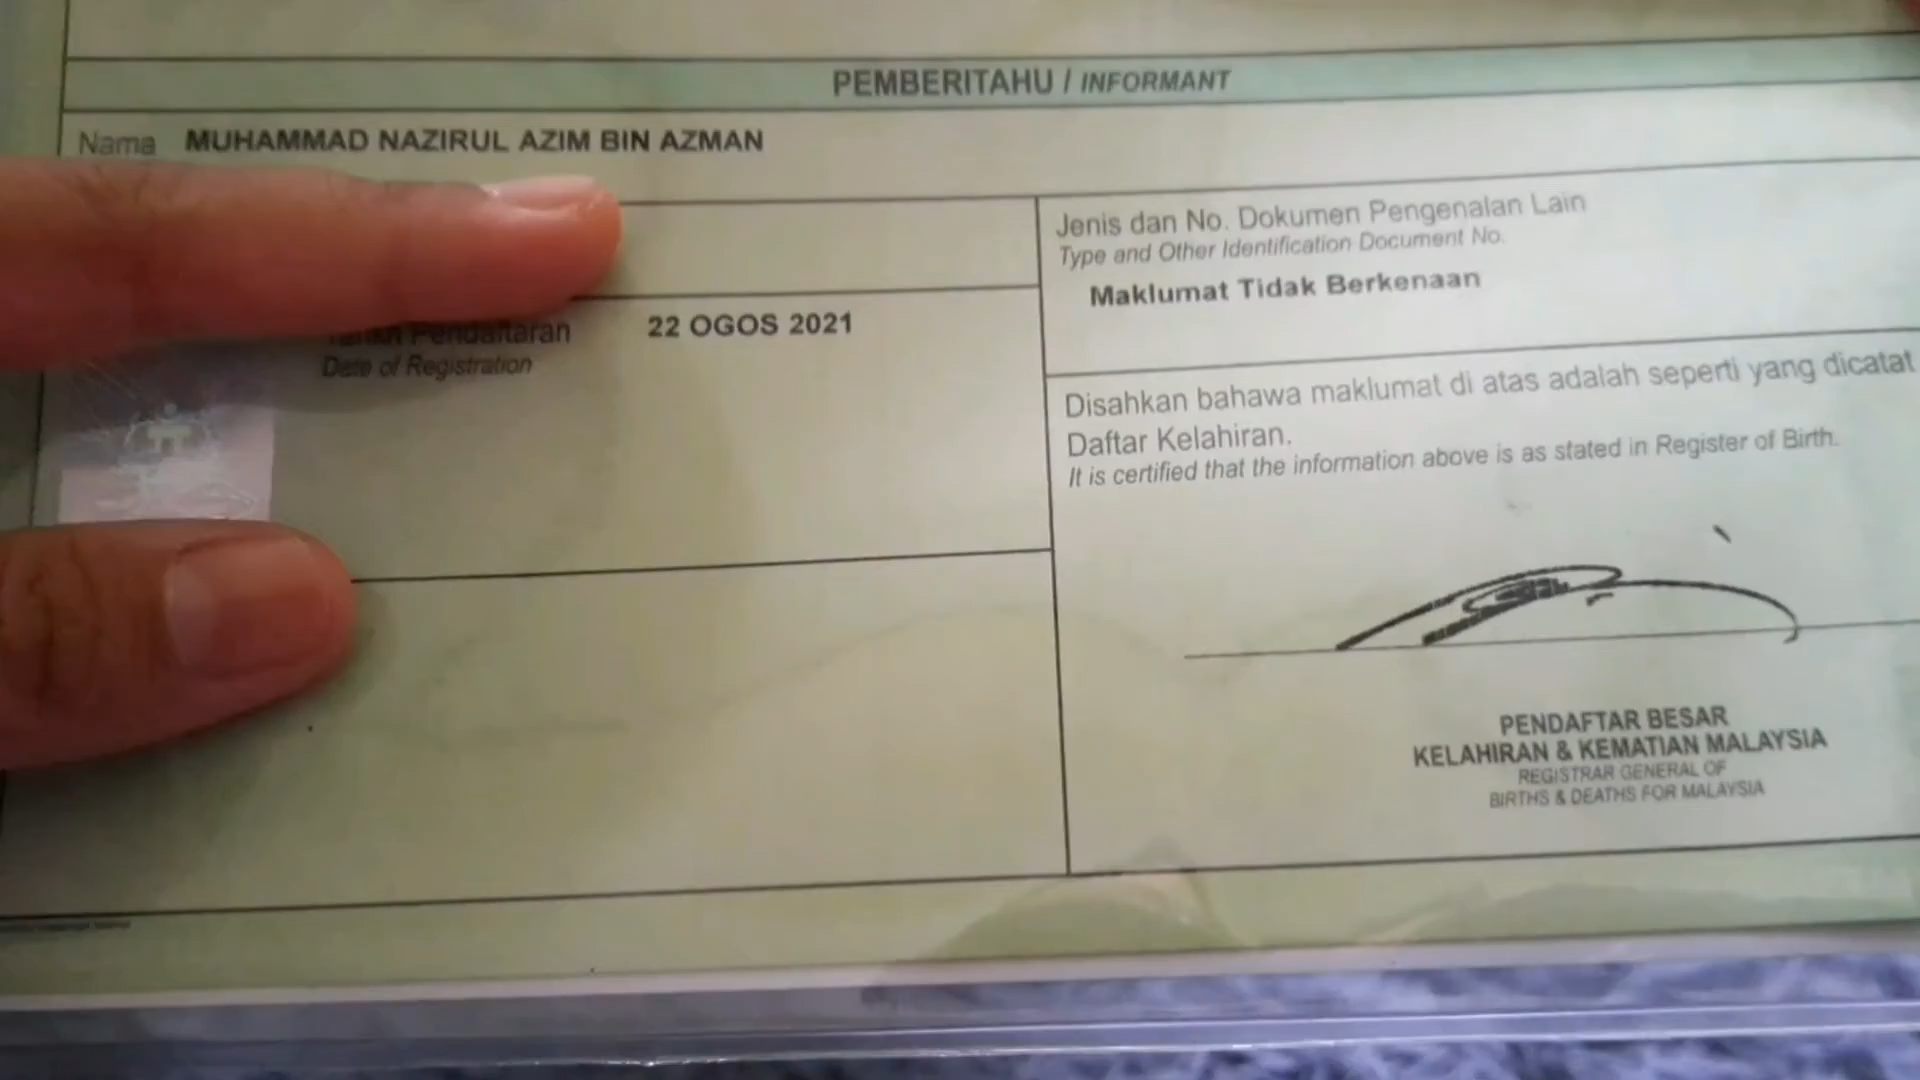 PEMBERITAHU / INFORMANT
Nama MUHAMMAD NAZIRUL AZIM BIN AZMAN
Jenis dan No. Dokumen Pengenalan Lain
Type and Other Identification Document No.
Maklumat Tidak Berkenaan
Pendaftaran 22 OGOS 2021
Date of Registration
Disahkan bahawa maklumat di atas adalah seperti yang dicatat
Daftar Kelahiran.
It is certified that the information above is as stated in Register of Birth.
PENDAFTAR BESAR
KELAHIRAN & KEMATIAN MALAYSIA
REGISTRAR GENERAL OF
BIRTHS & DEATHS FOR MALAYSIA